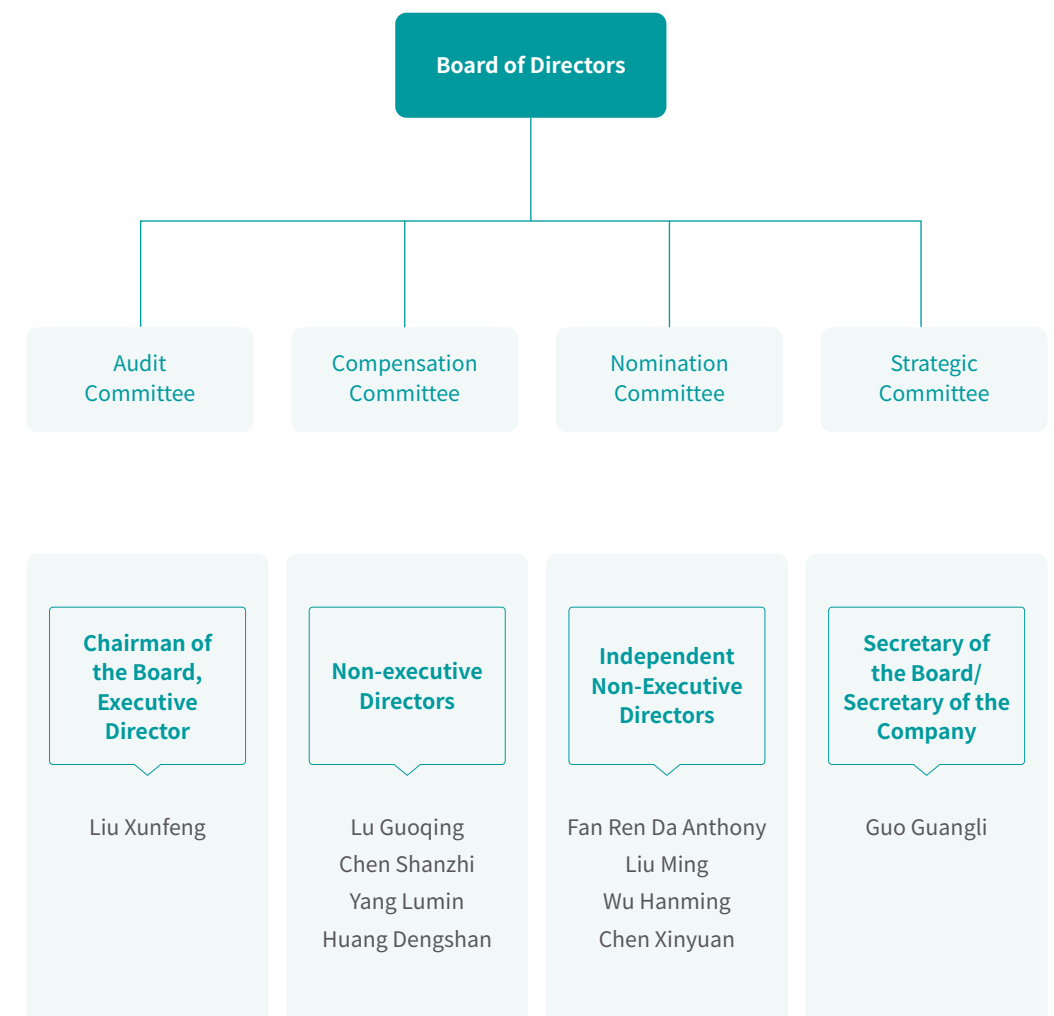 Board of Directors
Audit
Committee
Compensation
Committee
Nomination
Committee
Strategic
Committee
Chairman of
the Board,
Executive
Director
Liu Xunfeng
Non-executive
Directors
Lu Guoqing
Chen Shanzhi
Yang Lumin
Huang Dengshan
Independent
Non-Executive
Directors
Fan Ren Da Anthony
Liu Ming
Wu Hanming
Chen Xinyuan
Secretary of
the Board/
Secretary of the
Company
Guo Guangli